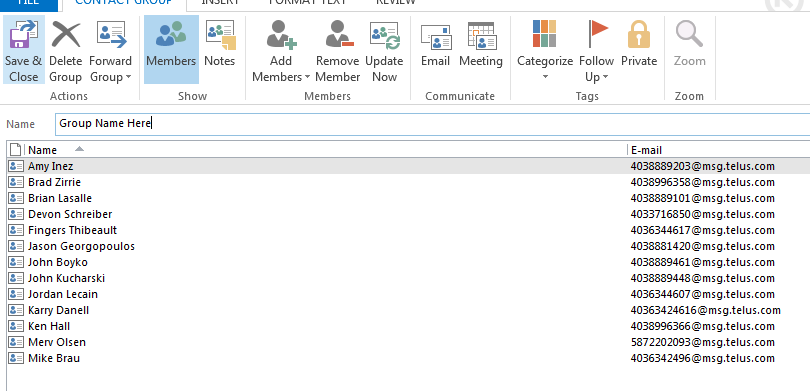 FILE CONTACT GROUP INSERT FORMAT TEXT REVIEW
Save & Close
Delete Group
Forward Group
Members
Notes
Add Members
Remove Member
Update Now
Email
Meeting
Categorize
Follow Up
Private
Zoom
Actions Show Members Communicate Tags Zoom
Name Group Name Here
Name E-mail
Amy Inez 4038889203@msg.telus.com
Brad Zirrie 4038996358@msg.telus.com
Brian Lasalle 4038889101@msg.telus.com
Devon Schreiber 4033716850@msg.telus.com
Fingers Thibeault 4036344617@msg.telus.com
Jason Georgopoulos 4038881420@msg.telus.com
John Boyko 4038889461@msg.telus.com
John Kucharski 4038889448@msg.telus.com
Jordan Lecain 4036344607@msg.telus.com
Karry Danell 40363424616@msg.telus.com
Ken Hall 4038996366@msg.telus.com
Merv Olsen 5872202093@msg.telus.com
Mike Brau 4036342496@msg.telus.com